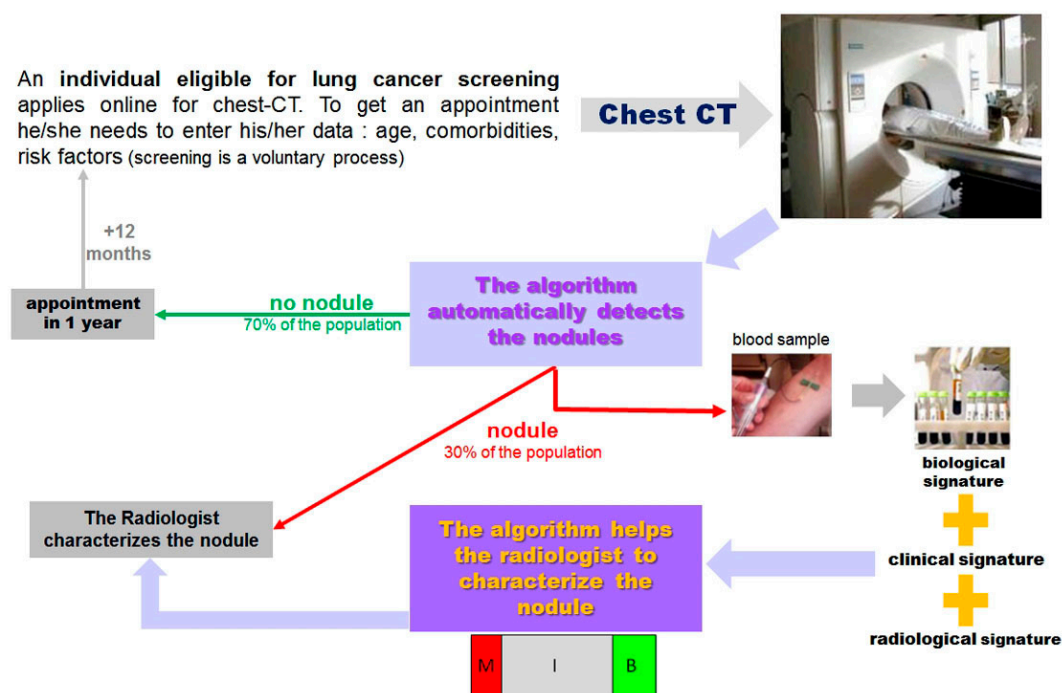 An individual eligible for lung cancer screening
applies online for chest-CT. To get an appointment
he/she needs to enter his/her data : age, comorbidities,
risk factors (screening is a voluntary process)
Chest CT
+12
months
appointment
in 1 year
no nodule
70% of the population
The algorithm
automatically detects
the nodules
blood sample
nodule
30% of the population
biological
signature
The Radiologist
characterizes the nodule
The algorithm helps
the radiologist to
characterize the
nodule
clinical signature
radiological signature
M I B